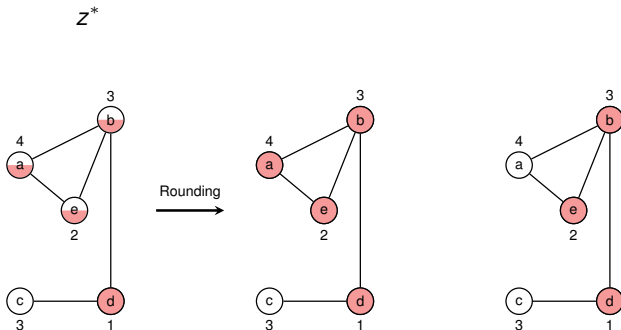 z*
3 3 3
b b b
4 4 4
a a a
Rounding
e e e
2 2 2
c d c d c d
3 1 3 1 3 1